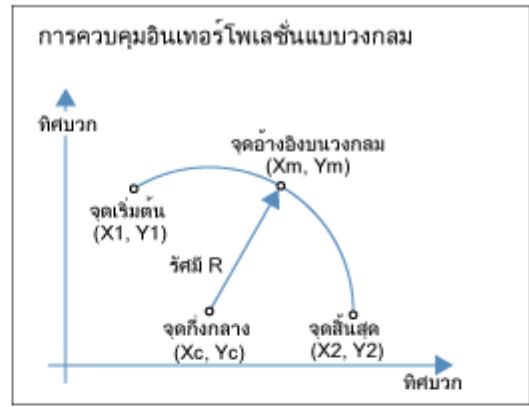 การควบคุมอินเทอร์โพเลชั่นแบบวงกลม
ทิศบวก
จุดอ้างอิงบนวงกลม
(Xm, Ym)
จุดเริ่มต้น
(X1, Y1)
รัศมี R
จุดกึ่งกลาง
(Xc, Yc)
จุดสิ้นสุด
(X2, Y2)
ทิศบวก